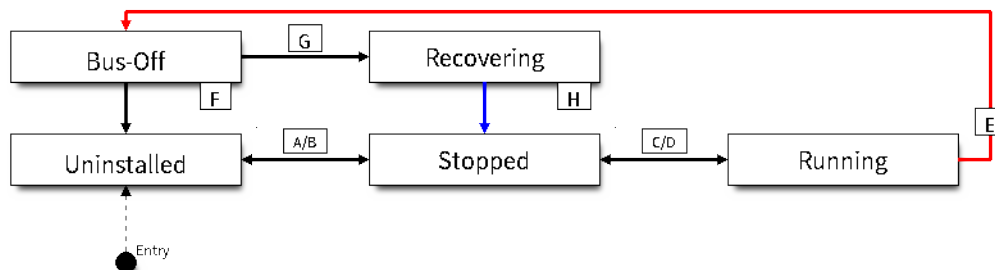 G
Bus-Off
Recovering
F
H
E
A/B
C/D
Uninstalled
Stopped
Running
Entry